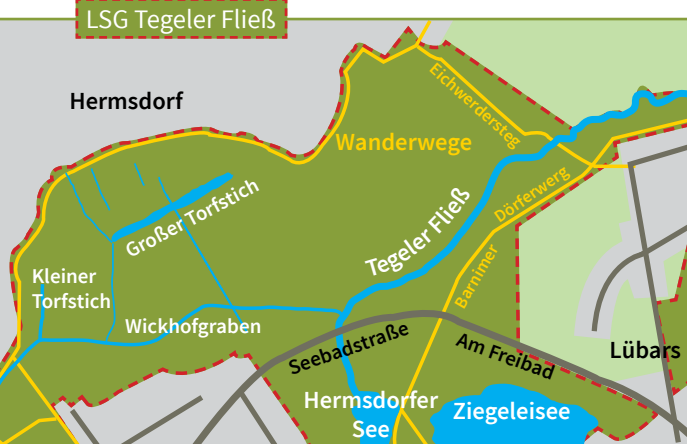 LSG Tegeler Fließ
Hermsdorf
Eichwerdersteg
Wanderwege
Großer Torfstich
Dörferwerg
Tegeler Fließ
Kleiner
Torfstich
Barnimer
Wickhofgraben
Seebadstraße
Am Freibad
Lübars
Hermsdorfer
See
Ziegeleisee